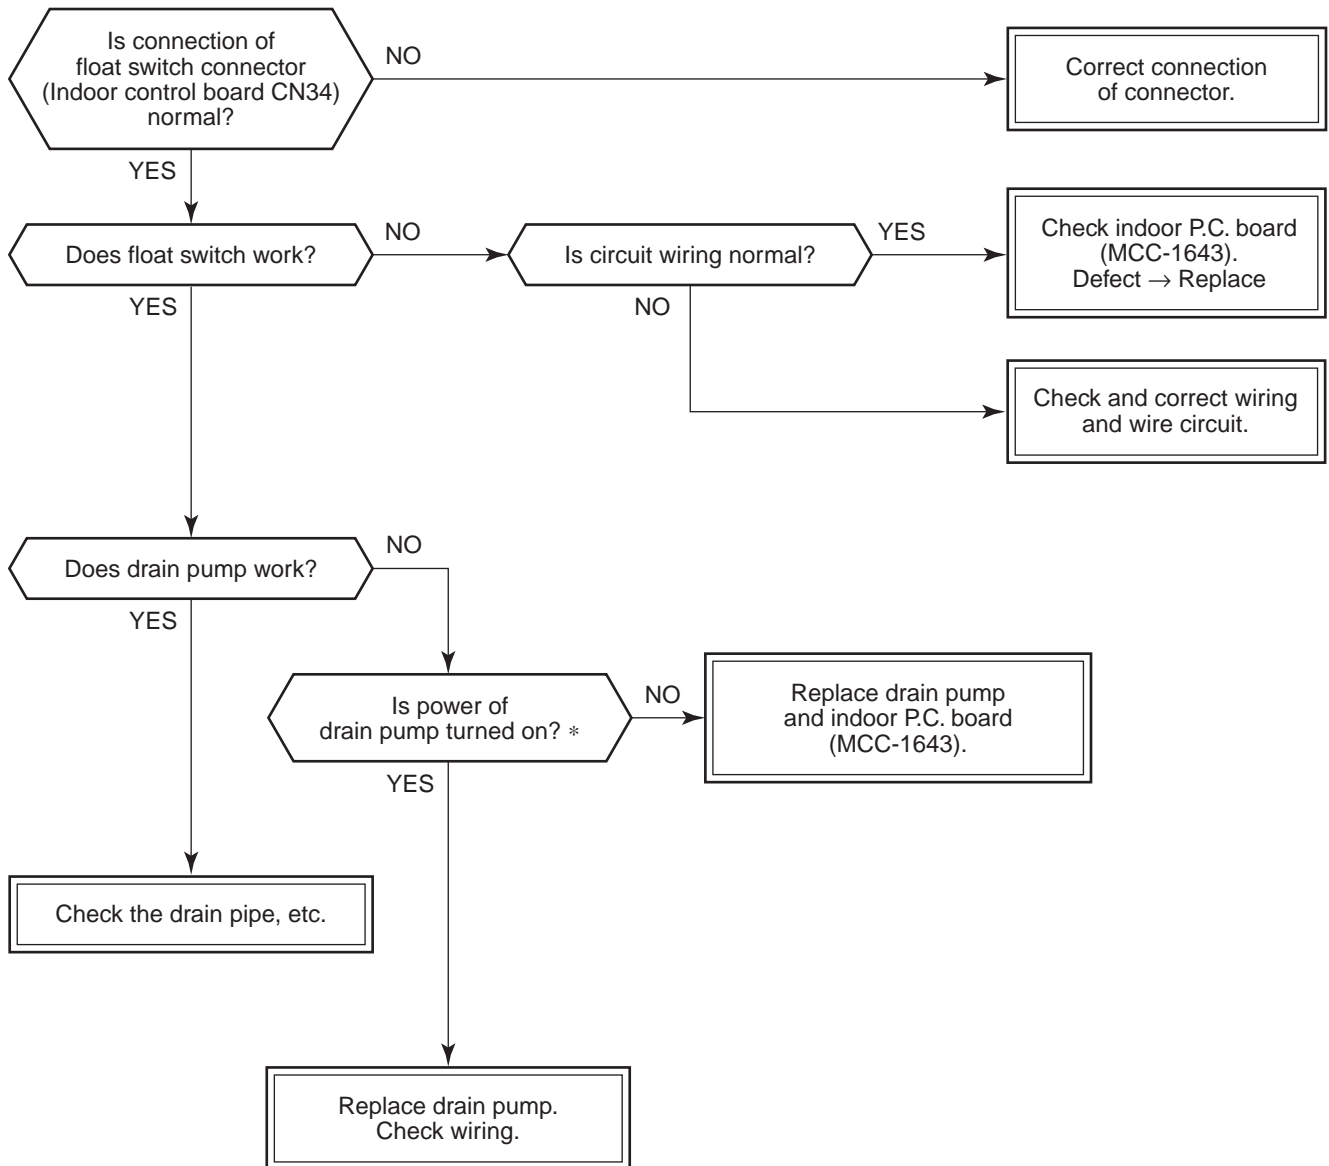 Is connection of
float switch connector
(Indoor control board CN34)
normal?
NO
Correct connection
of connector.
YES
Does float switch work?
NO
Is circuit wiring normal?
YES
Check indoor P.C. board
(MCC-1643).
Defect → Replace
YES
NO
Check and correct wiring
and wire circuit.
Does drain pump work?
NO
YES
Is power of
drain pump turned on? *
NO
Replace drain pump
and indoor P.C. board
(MCC-1643).
YES
Check the drain pipe, etc.
Replace drain pump.
Check wiring.